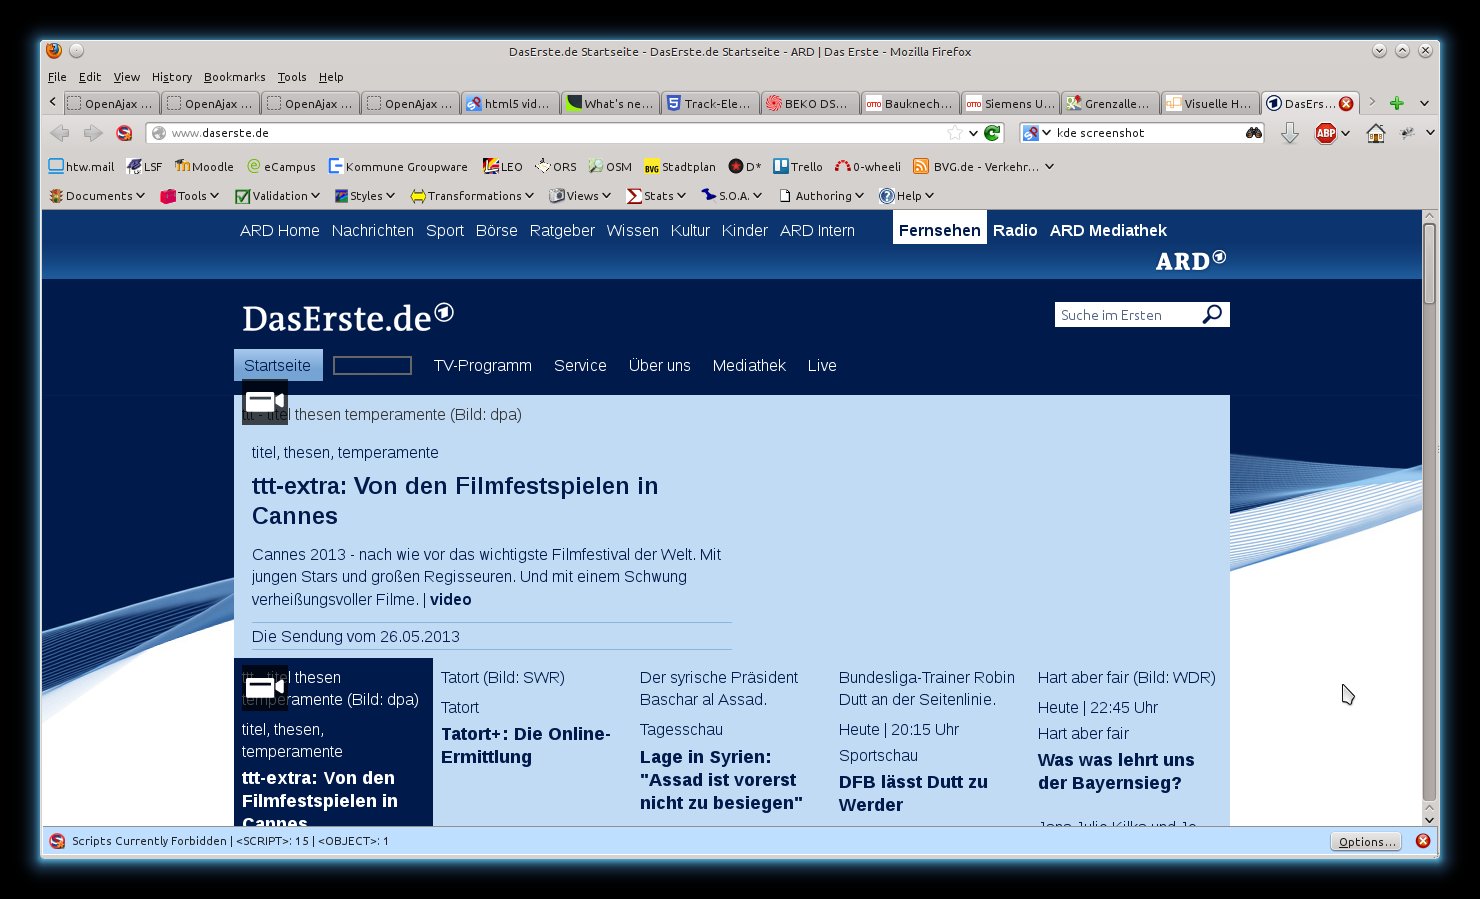 DasErste.de Startseite - DasErste.de Startseite - ARD | Das Erste - Mozilla Firefox
File Edit View History Bookmarks Tools Help
OpenAjax ... OpenAjax ... OpenAjax ... OpenAjax ... html5 vid... What's ne... Track-Ele... BEKO DS... Bauknech... Siemens U... Grenzalle... Visuelle H... DasErs...
www.daserste.de kde screenshot ABP
htw.mail LSF Moodle eCampus Kommune Groupware LEO ORS OSM BVG Stadtplan D* Trello 0-wheeli BVG.de - Verkehr...
Documents Tools Validation Styles Transformations Views Stats S.O.A. Authoring Help
ARD Home Nachrichten Sport Börse Ratgeber Wissen Kultur Kinder ARD Intern Fernsehen Radio ARD Mediathek
ARD
DasErste.de
Suche im Ersten
Startseite TV-Programm Service Über uns Mediathek Live
ttt - titel thesen temperamente (Bild: dpa)
titel, thesen, temperamente
ttt-extra: Von den Filmfestspielen in
Cannes
Cannes 2013 - nach wie vor das wichtigste Filmfestival der Welt. Mit
jungen Stars und großen Regisseuren. Und mit einem Schwung
verheißungsvoller Filme. | video
Die Sendung vom 26.05.2013
ttt - titel thesen
temperamente (Bild: dpa)
titel, thesen,
temperamente
ttt-extra: Von den
Filmfestspielen in
Cannes
Tatort (Bild: SWR)
Tatort
Tatort+: Die Online-
Ermittlung
Der syrische Präsident
Baschar al Assad.
Tagesschau
Lage in Syrien:
"Assad ist vorerst
nicht zu besiegen"
Bundesliga-Trainer Robin
Dutt an der Seitenlinie.
Heute | 20:15 Uhr
Sportschau
DFB lässt Dutt zu
Werder
Hart aber fair (Bild: WDR)
Heute | 22:45 Uhr
Hart aber fair
Was was lehrt uns
der Bayernsieg?
Scripts Currently Forbidden | <SCRIPT>: 15 | <OBJECT>: 1
Options...